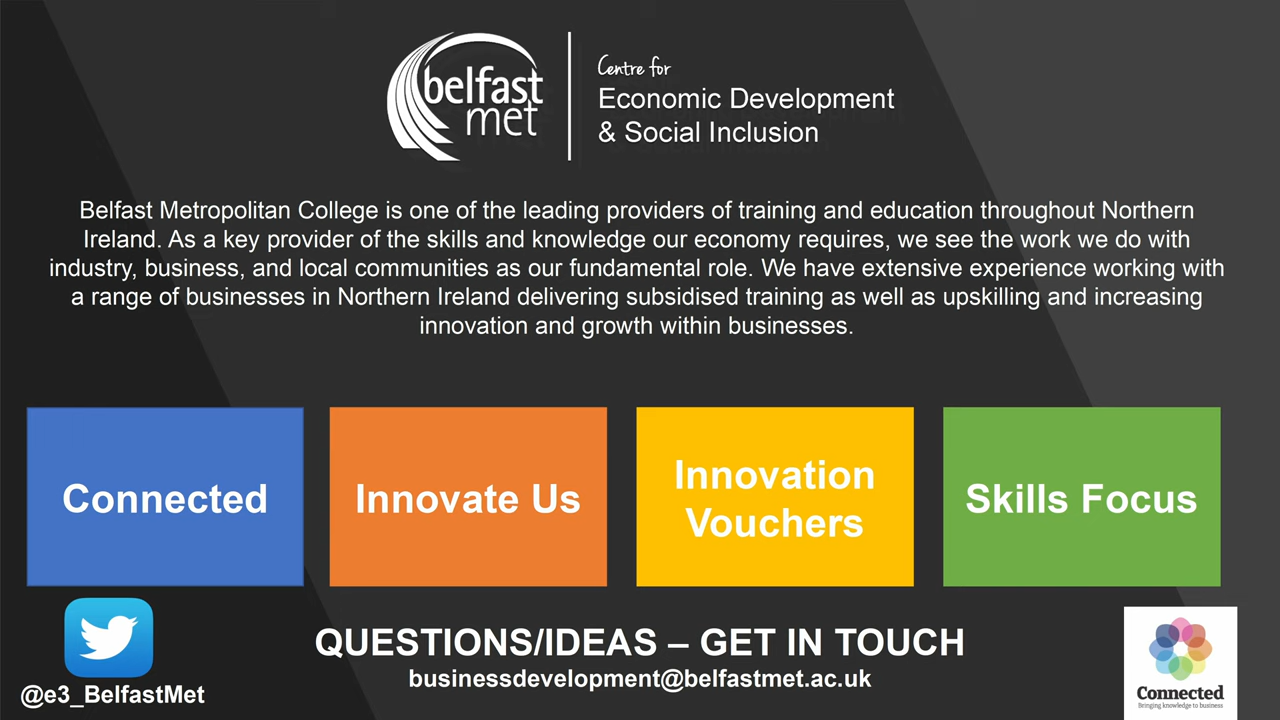 belfast
met
Centre for
Economic Development
& Social Inclusion
Belfast Metropolitan College is one of the leading providers of training and education throughout Northern
Ireland. As a key provider of the skills and knowledge our economy requires, we see the work we do with
industry, business, and local communities as our fundamental role. We have extensive experience working with
a range of businesses in Northern Ireland delivering subsidised training as well as upskilling and increasing
innovation and growth within businesses.
Connected
Innovate Us
Innovation
Vouchers
Skills Focus
QUESTIONS/IDEAS – GET IN TOUCH
businessdevelopment@belfastmet.ac.uk
@e3_BelfastMet
Connected
Bringing knowledge to business